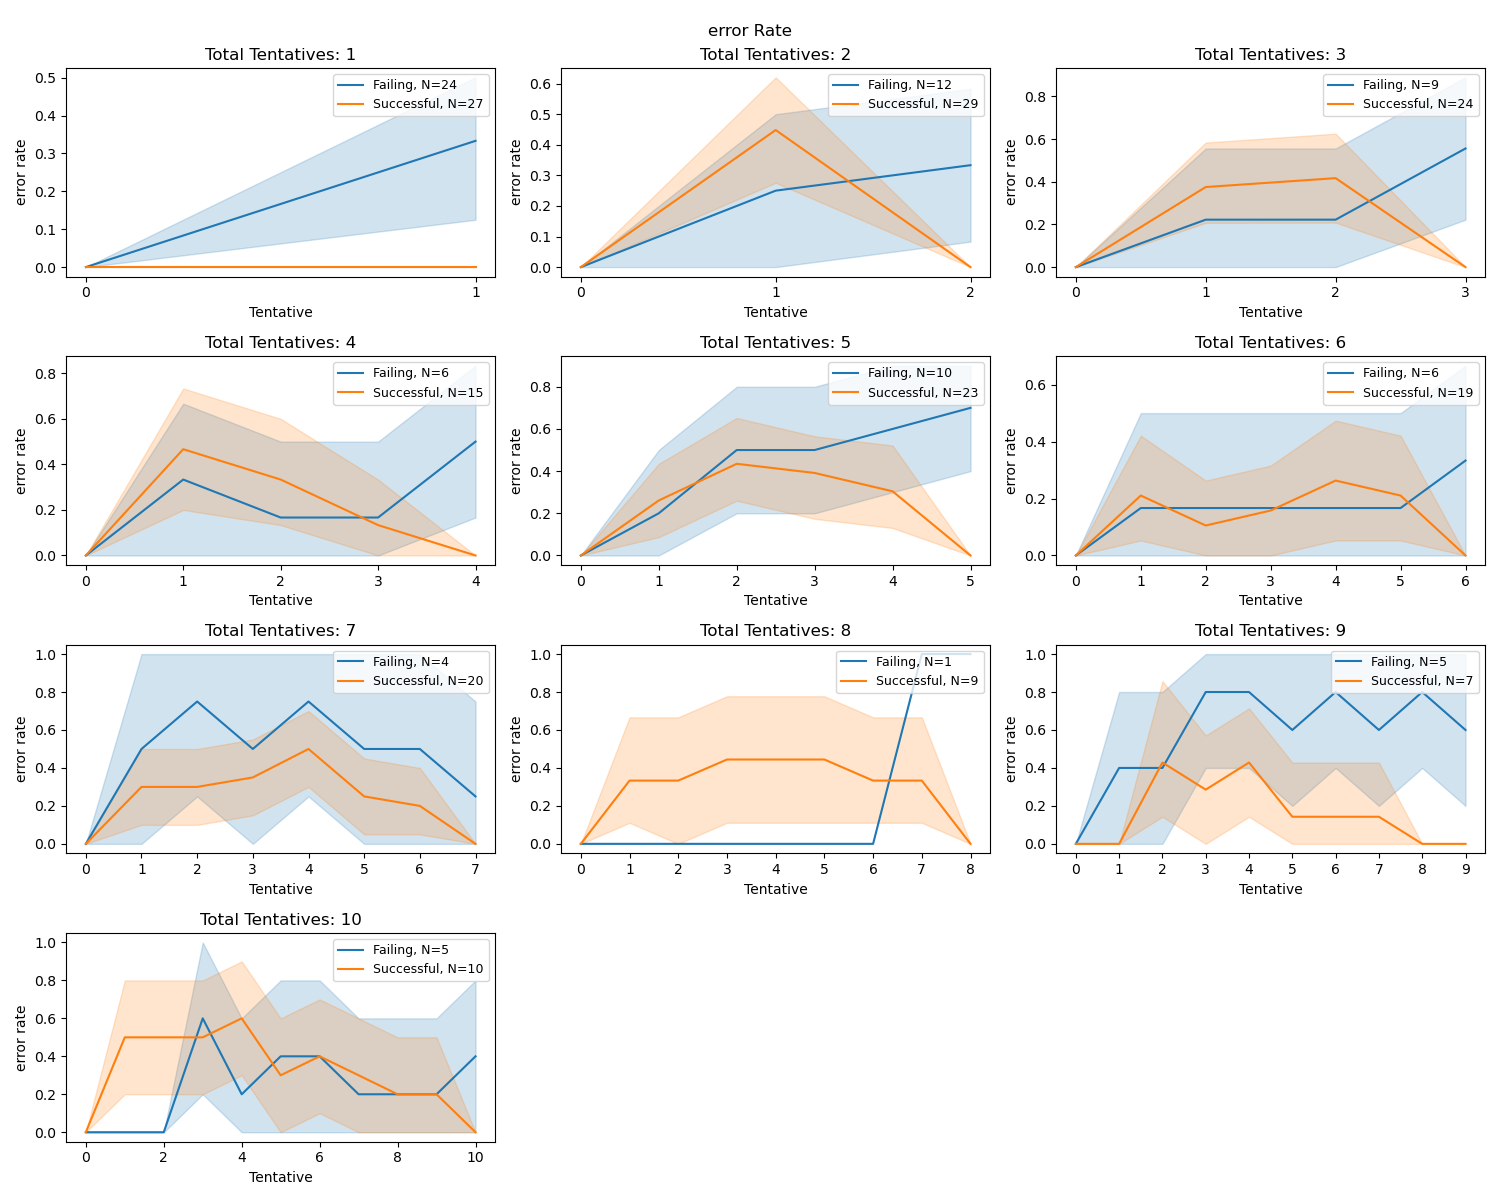 error Rate
Total Tentatives: 1
Failing, N=24
Successful, N=27
error rate
0.5
0.4
0.3
0.2
0.1
0.0
0 1
Tentative
Total Tentatives: 2
Failing, N=12
Successful, N=29
error rate
0.6
0.5
0.4
0.3
0.2
0.1
0.0
0 1 2
Tentative
Total Tentatives: 3
Failing, N=9
Successful, N=24
error rate
0.8
0.6
0.4
0.2
0.0
0 1 2 3
Tentative
Total Tentatives: 4
Failing, N=6
Successful, N=15
error rate
0.8
0.6
0.4
0.2
0.0
0 1 2 3 4
Tentative
Total Tentatives: 5
Failing, N=10
Successful, N=23
error rate
0.8
0.6
0.4
0.2
0.0
0 1 2 3 4 5
Tentative
Total Tentatives: 6
Failing, N=6
Successful, N=19
error rate
0.6
0.4
0.2
0.0
0 1 2 3 4 5 6
Tentative
Total Tentatives: 7
Failing, N=4
Successful, N=20
error rate
1.0
0.8
0.6
0.4
0.2
0.0
0 1 2 3 4 5 6 7
Tentative
Total Tentatives: 8
Failing, N=1
Successful, N=9
error rate
1.0
0.8
0.6
0.4
0.2
0.0
0 1 2 3 4 5 6 7 8
Tentative
Total Tentatives: 9
Failing, N=5
Successful, N=7
error rate
1.0
0.8
0.6
0.4
0.2
0.0
0 1 2 3 4 5 6 7 8 9
Tentative
Total Tentatives: 10
Failing, N=5
Successful, N=10
error rate
1.0
0.8
0.6
0.4
0.2
0.0
0 2 4 6 8 10
Tentative